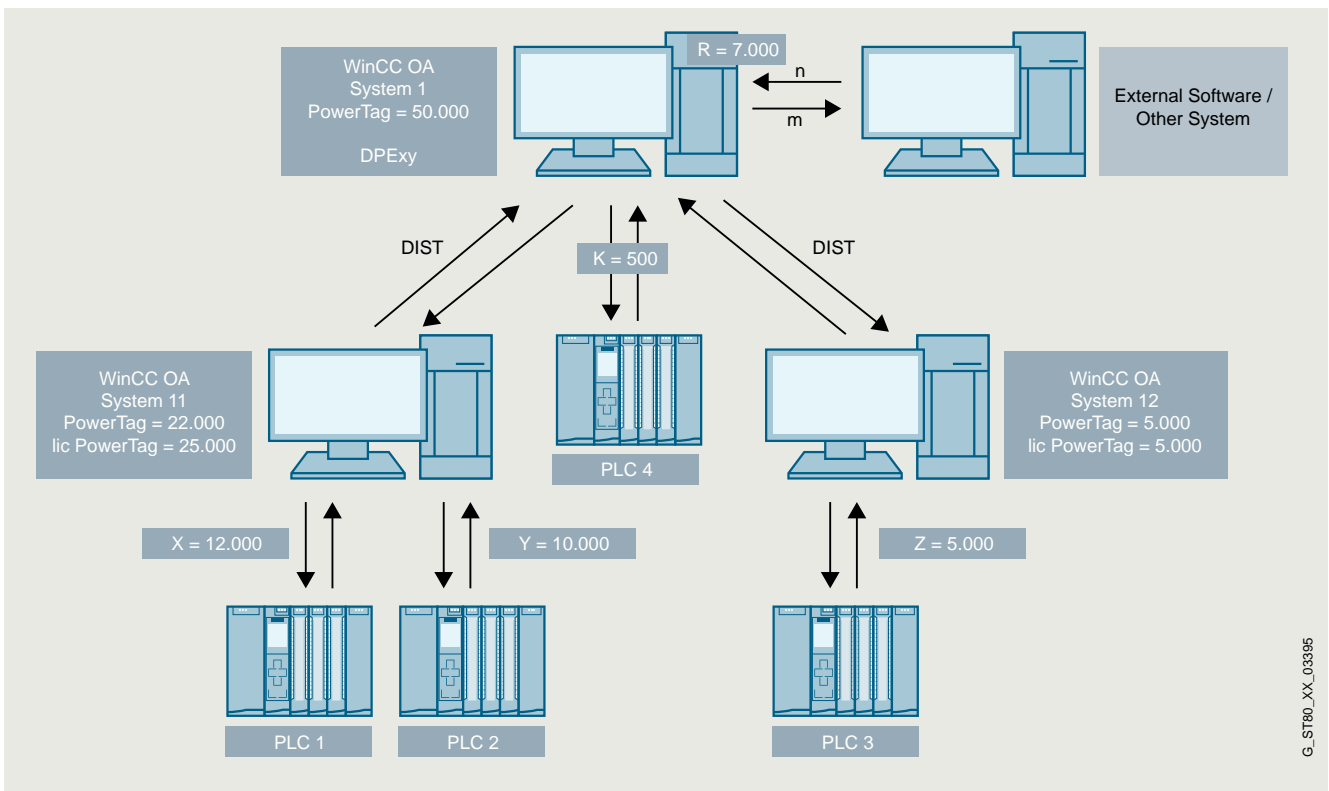 WinCC OA
System 1
PowerTag = 50.000
DPExy
R = 7.000
n
m
External Software /
Other System
DIST
K = 500
DIST
WinCC OA
System 11
PowerTag = 22.000
lic PowerTag = 25.000
PLC 4
WinCC OA
System 12
PowerTag = 5.000
lic PowerTag = 5.000
X = 12.000
Y = 10.000
Z = 5.000
PLC 1
PLC 2
PLC 3
G_ST80_XX_03395